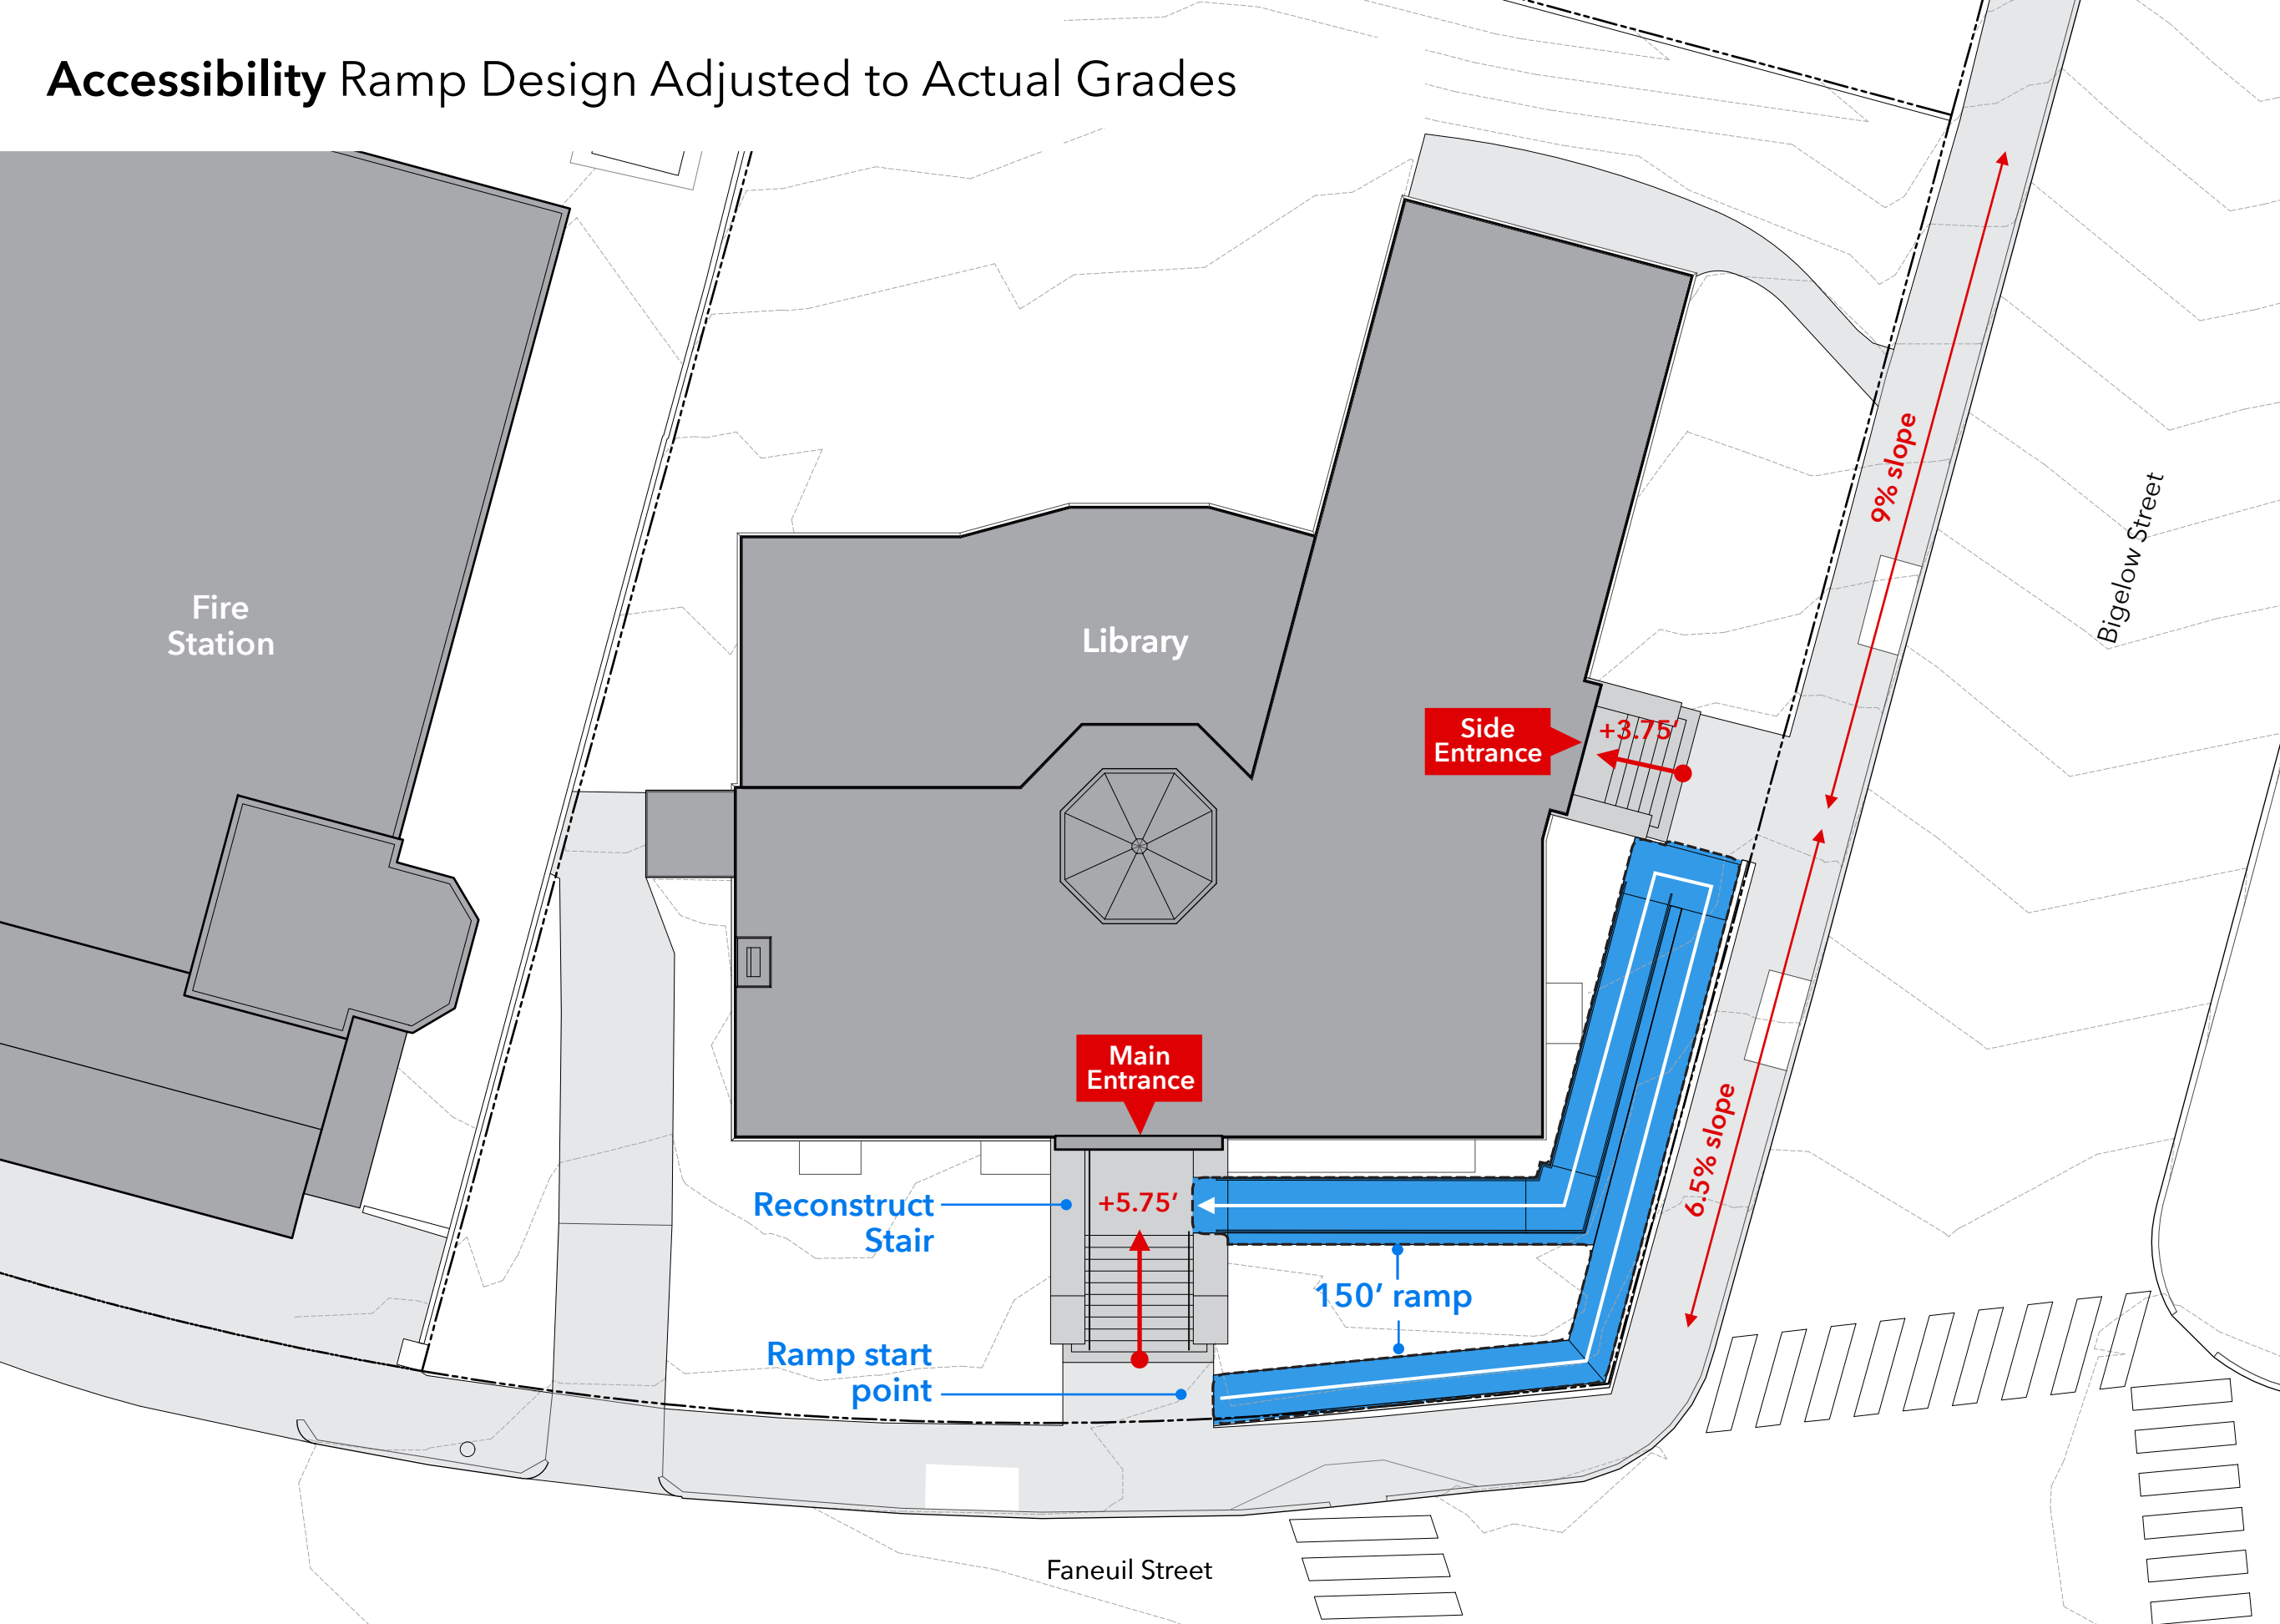 Accessibility Ramp Design Adjusted to Actual Grades
Fire
Station
Library
9% slope
Bigelow Street
Side
Entrance
+3.75’
Main
Entrance
6.5% slope
Reconstruct
Stair
+5.75’
150’ ramp
Ramp start
point
Faneuil Street